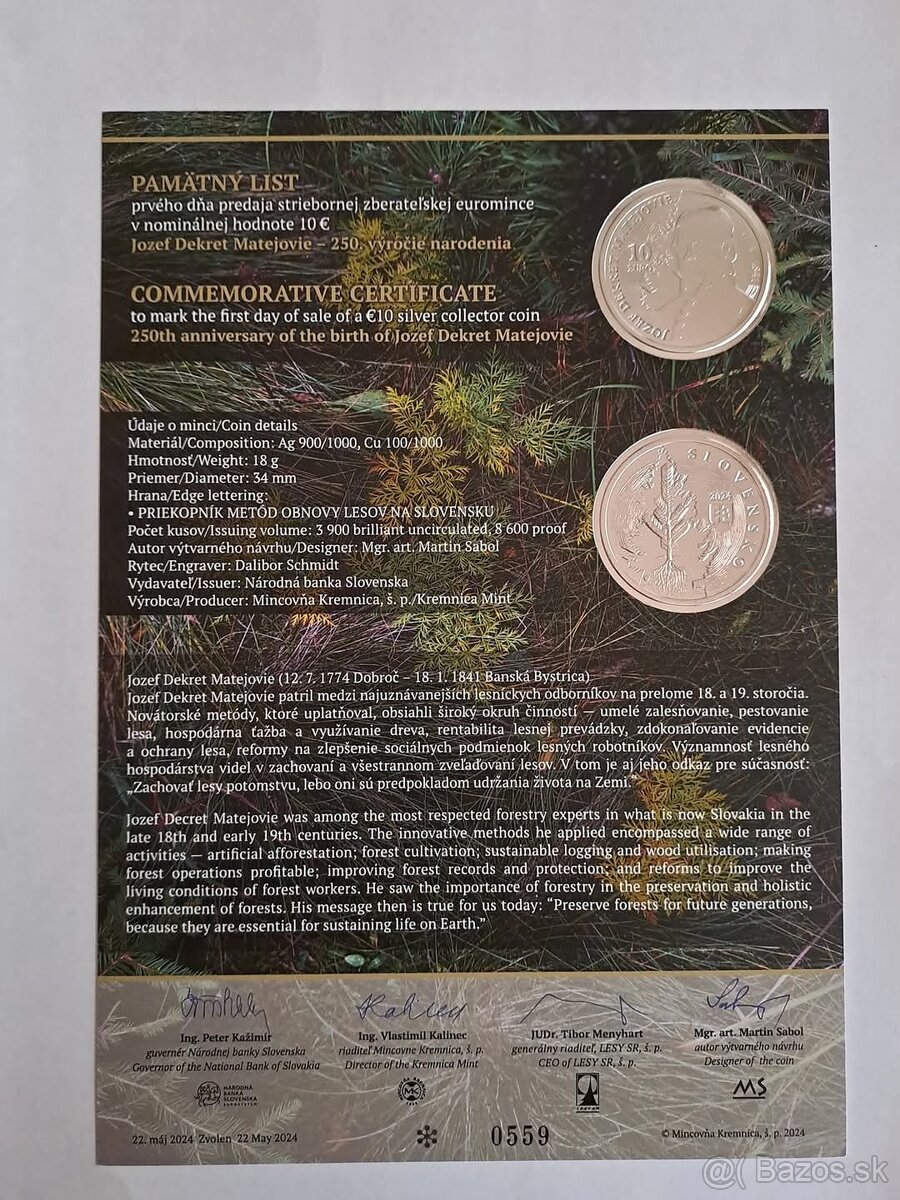 PAMÄTNÝ LIST
prvého dňa predaja striebornej zberateľskej euromince
v nominálnej hodnote 10 €
Jozef Dekret Matejovie – 250. výročie narodenia
COMMEMORATIVE CERTIFICATE
to mark the first day of sale of a €10 silver collector coin
250th anniversary of the birth of Jozef Dekret Matejovie
JOZEF DEKRET MATEJOVIE
10
EURO
SLOVENSKO
2024
Údaje o minci/Coin details
Materiál/Composition: Ag 900/1000, Cu 100/1000
Hmotnosť/Weight: 18 g
Priemer/Diameter: 34 mm
Hrana/Edge lettering:
• PRIEKOPNÍK METÓD OBNOVY LESOV NA SLOVENSKU
Počet kusov/Issuing volume: 3 900 brilliant uncirculated, 8 600 proof
Autor výtvarného návrhu/Designer: Mgr. art. Martin Sabol
Rytec/Engraver: Dalibor Schmidt
Vydavateľ/Issuer: Národná banka Slovenska
Výrobca/Producer: Mincovňa Kremnica, š. p./Kremnica Mint
Jozef Dekret Matejovie (12. 7. 1774 Dobroč – 18. 1. 1841 Banská Bystrica)
Jozef Dekret Matejovie patril medzi najuznávanejších lesníckych odborníkov na prelome 18. a 19. storočia.
Novátorské metódy, ktoré uplatňoval, obsiahli široký okruh činností – umelé zalesňovanie, pestovanie
lesa, hospodárna ťažba a využívanie dreva, rentabilita lesnej prevádzky, zdokonaľovanie evidencie
a ochrany lesa, reformy na zlepšenie sociálnych podmienok lesných robotníkov. Významnosť lesného
hospodárstva videl v zachovaní a všestrannom zveľaďovaní lesov. V tom je aj jeho odkaz pre súčasnosť:
„Zachovať lesy potomstvu, lebo oni sú predpokladom udržania života na Zemi.“
Jozef Decret Matejovie was among the most respected forestry experts in what is now Slovakia in the
late 18th and early 19th centuries. The innovative methods he applied encompassed a wide range of
activities — artificial afforestation; forest cultivation; sustainable logging and wood utilisation; making
forest operations profitable; improving forest records and protection; and reforms to improve the
living conditions of forest workers. He saw the importance of forestry in the preservation and holistic
enhancement of forests. His message then is true for us today: “Preserve forests for future generations,
because they are essential for sustaining life on Earth.”
Ing. Peter Kažimír
guvernér Národnej banky Slovenska
Governor of the National Bank of Slovakia
Ing. Vlastimil Kalinec
riaditeľ Mincovne Kremnica, š. p.
Director of the Kremnica Mint
JUDr. Tibor Menyhart
generálny riaditeľ, LESY SR, š. p.
CEO of LESY SR, š. p.
Mgr. art. Martin Sabol
autor výtvarného návrhu
Designer of the coin
NÁRODNÁ
BANKA
SLOVENSKA
EUROSYSTÉM
MK
MS
22. máj 2024 Zvolen 22 May 2024
0559
© Mincovňa Kremnica, š. p. 2024
@( Bazos.sk